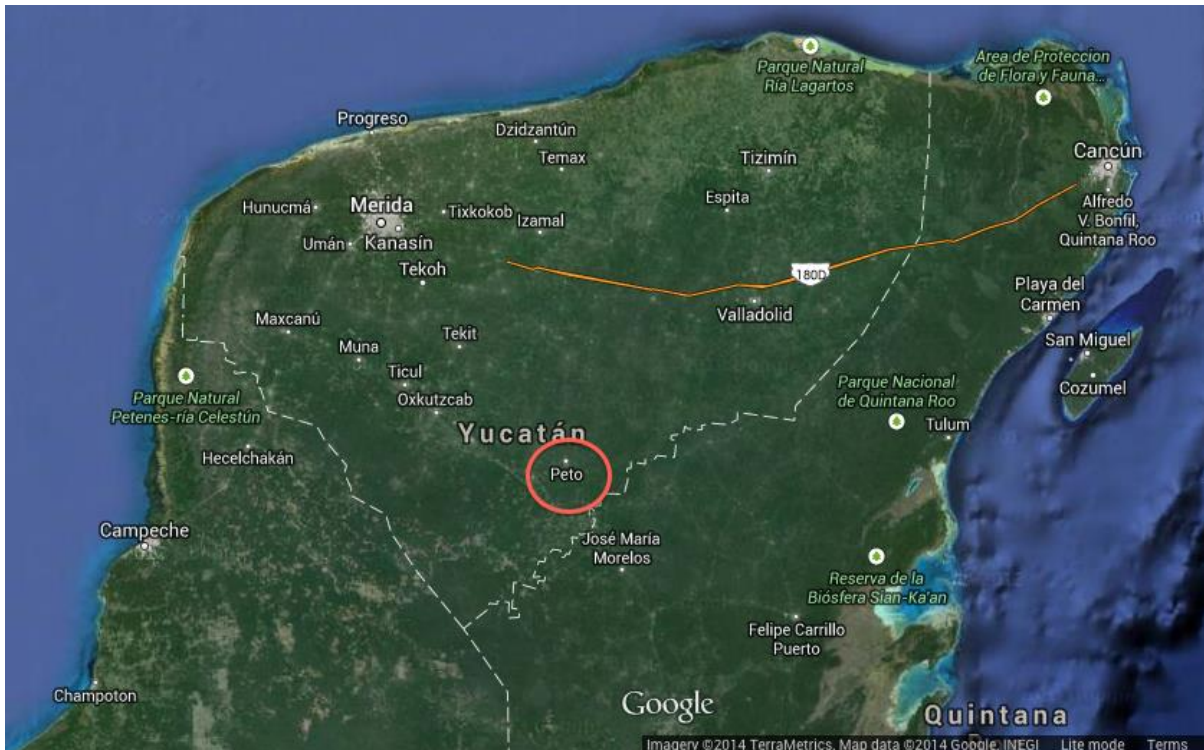 Parque Natural
Ría Lagartos
Area de Proteccion
de Flora y Fauna...
Progreso
Dzidzantún
Temax
Tizimín
Cancún
Hunucmá
Merida
Tixkokob
Izamal
Espita
Alfredo
V. Bonfil,
Quintana Roo
Umán
Kanasín
Tekoh
180D
Playa del
Carmen
Valladolid
Maxcanú
Tekit
Muna
San Miguel
Ticul
Cozumel
Parque Natural
Petenes-ría Celestún
Oxkutzcab
Parque Nacional
de Quintana Roo
Tulum
Yucatán
Hecelchakán
Peto
Campeche
José María
Morelos
Reserva de la
Biósfera Sian-Ka'an
Felipe Carrillo
Puerto
Champoton
Google
Quintana
Imagery ©2014 TerraMetrics, Map data ©2014 Google, INEGI
Lite mode
Terms